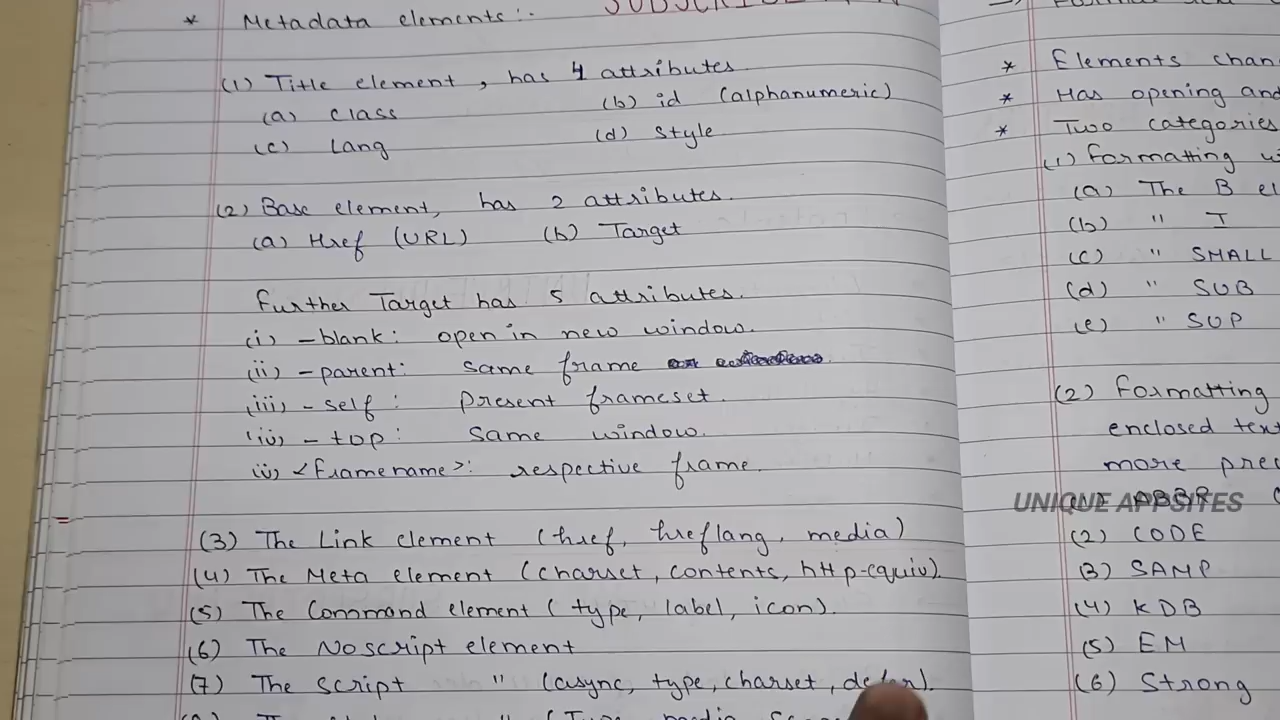 * Metadata elements:.
(1) Title element, has 4 attributes.
(a) Class (b) id (alphanumeric)
(c) Lang (d) Style
(2) Base element, has 2 attributes.
(a) Href (URL) (b) Target
Further Target has 5 attributes.
(i) -blank: open in new window.
(ii) -parent: same frame
(iii) -self: Present frameset.
(iv) -top: same window.
(v) <Framename>: respective frame.
(3) The Link element (href, hreflang, media)
(4) The Meta element (charset, contents, http-equiv).
(5) The Command element (type, label, icon).
(6) The Noscript element
(7) The Script " (async, type, charset, defer).
* Elements chan
* Has opening and
* Two categories
(1) Formatting
(a) The B el
(b) " I
(c) " SMALL
(d) " SUB
(e) " SUP
(2) Formatting
enclosed text
more prec
UNIQUE APPSITES
(1) ABBR
(2) CODE
(3) SAMP
(4) KDB
(5) EM
(6) Strong